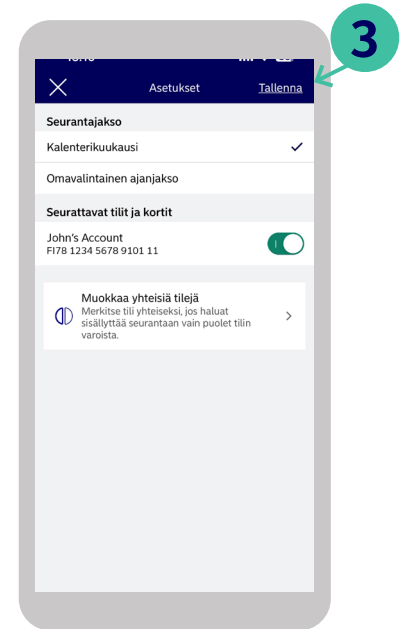 3
Asetukset Tallenna
Seurantajakso
Kalenterikuukausi
Omavalintainen ajanjakso
Seurattavat tilit ja kortit
John's Account
FI78 1234 5678 9101 11
Muokkaa yhteisiä tilejä
Merkitse tili yhteiseksi, jos haluat
sisällyttää seurantaan vain puolet tilin
varoista.